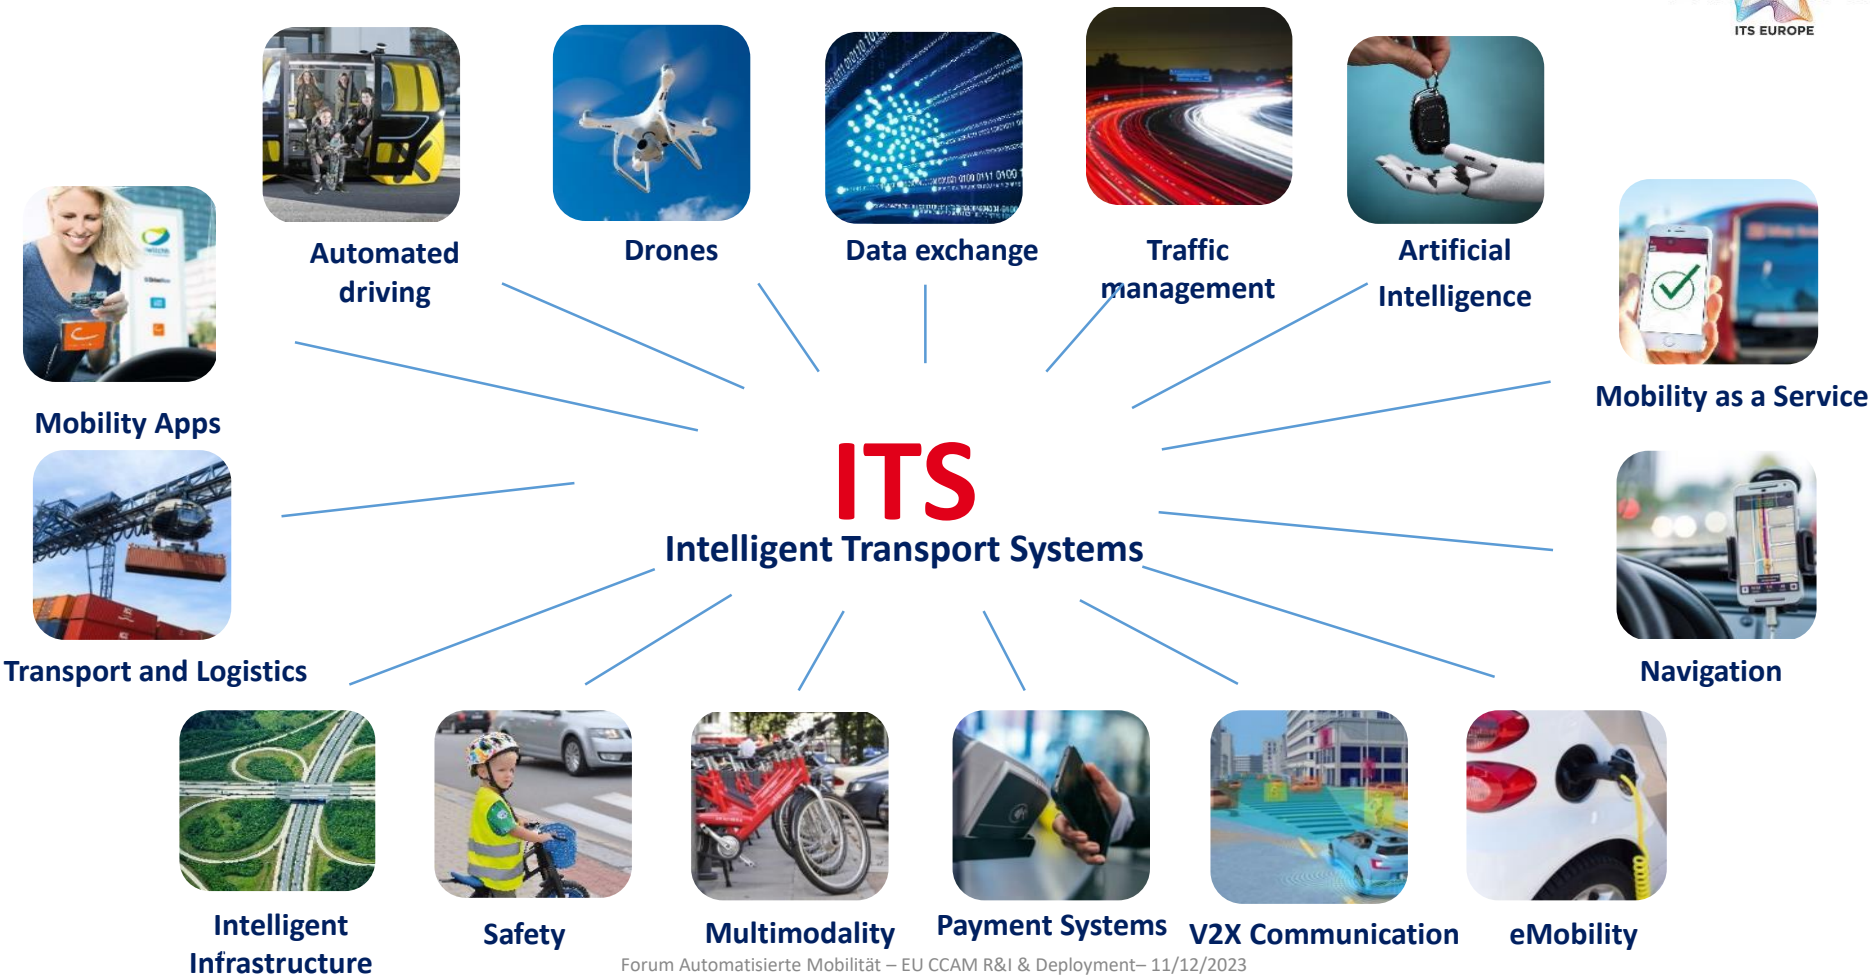 ITS EUROPE
Automated
driving
Drones
Data exchange
Traffic
management
Artificial
Intelligence
Mobility Apps
Mobility as a Service
ITS
Intelligent Transport Systems
Transport and Logistics
Navigation
Intelligent
Infrastructure
Safety
Multimodality
Payment Systems
V2X Communication
eMobility
Forum Automatisierte Mobilität – EU CCAM R&I & Deployment– 11/12/2023